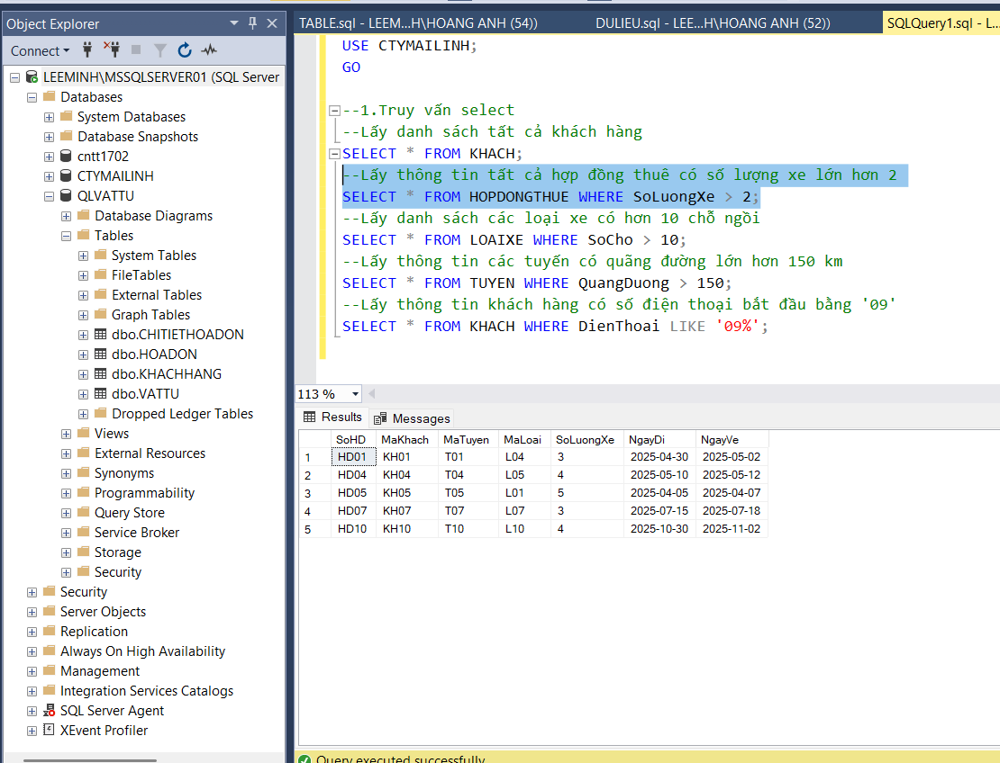 Object Explorer
Connect
LEEMINH\MSSQLSERVER01 (SQL Server
Databases
System Databases
Database Snapshots
cntt1702
CTYMAILINH
QLVATTU
Database Diagrams
Tables
System Tables
FileTables
External Tables
Graph Tables
dbo.CHITIETHOADON
dbo.HOADON
dbo.KHACHHANG
dbo.VATTU
Dropped Ledger Tables
Views
External Resources
Synonyms
Programmability
Query Store
Service Broker
Storage
Security
Security
Server Objects
Replication
Always On High Availability
Management
Integration Services Catalogs
SQL Server Agent
XEvent Profiler
TABLE.sql - LEEM...H\HOANG ANH (54)) DULIEU.sql - LEE...H\HOANG ANH (52)) SQLQuery1.sql - L...
USE CTYMAILINH;
GO
--1.Truy vấn select
--Lấy danh sách tất cả khách hàng
SELECT * FROM KHACH;
--Lấy thông tin tất cả hợp đồng thuê có số lượng xe lớn hơn 2
SELECT * FROM HOPDONGTHUE WHERE SoLuongXe > 2;
--Lấy danh sách các loại xe có hơn 10 chỗ ngồi
SELECT * FROM LOAIXE WHERE SoCho > 10;
--Lấy thông tin các tuyến có quãng đường lớn hơn 150 km
SELECT * FROM TUYEN WHERE QuangDuong > 150;
--Lấy thông tin khách hàng có số điện thoại bắt đầu bằng '09'
SELECT * FROM KHACH WHERE DienThoai LIKE '09%';
113 %
Results Messages
SoHD MaKhach MaTuyen MaLoai SoLuongXe NgayDi NgayVe
1 HD01 KH01 T01 L04 3 2025-04-30 2025-05-02
2 HD04 KH04 T04 L05 4 2025-05-10 2025-05-12
3 HD05 KH05 T05 L01 5 2025-04-05 2025-04-07
4 HD07 KH07 T07 L07 3 2025-07-15 2025-07-18
5 HD10 KH10 T10 L10 4 2025-10-30 2025-11-02
Query executed successfully